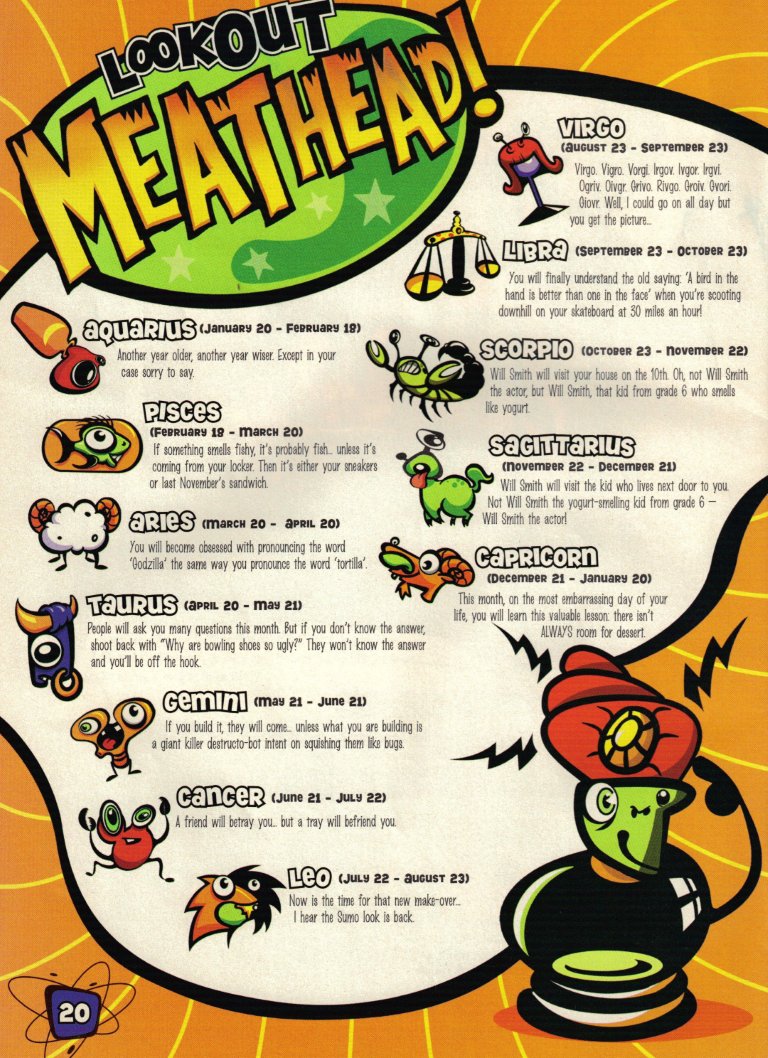 LOOKOUT
MEATHEAD!
AQUARIUS (January 20 - February 19)
Another year older, another year wiser. Except in your
case sorry to say.
PISCES
(February 19 - March 20)
If something smells fishy, it's probably fish... unless it's
coming from your locker. Then it's either your sneakers
or last November's sandwich.
ARIES (March 20 - April 20)
You will become obsessed with pronouncing the word
'Godzilla' the same way you pronounce the word 'tortilla'.
TAURUS (April 20 - May 21)
People will ask you many questions this month. But if you don't know the answer,
shoot back with "Why are bowling shoes so ugly?" They won't know the answer
and you'll be off the hook.
GEMINI (May 21 - June 21)
If you build it, they will come... unless what you are building is
a giant killer destructo-bot intent on squishing them like bugs.
CANCER (June 21 - July 22)
A friend will betray you... but a tray will befriend you.
LEO (July 22 - August 23)
Now is the time for that new make-over...
I hear the Sumo look is back.
VIRGO
(August 23 - September 23)
Virgo. Vigro. Vorgi. Irgov. Ivgor. Irgvi.
Ogriv. Oivgr. Grivo. Rivgo. Groiv. Gvori.
Giovr. Well, I could go on all day but
you get the picture...
LIBRA (September 23 - October 23)
You will finally understand the old saying: 'A bird in the
hand is better than one in the face' when you're scooting
downhill on your skateboard at 30 miles an hour!
SCORPIO (October 23 - November 22)
Will Smith will visit your house on the 10th. Oh, not Will Smith
the actor, but Will Smith, that kid from grade 6 who smells
like yogurt.
SAGITTARIUS
(November 22 - December 21)
Will Smith will visit the kid who lives next door to you.
Not Will Smith the yogurt-smelling kid from grade 6 —
Will Smith the actor!
CAPRICORN
(December 21 - January 20)
This month, on the most embarrassing day of your
life, you will learn this valuable lesson: there isn't
ALWAYS room for dessert.
20